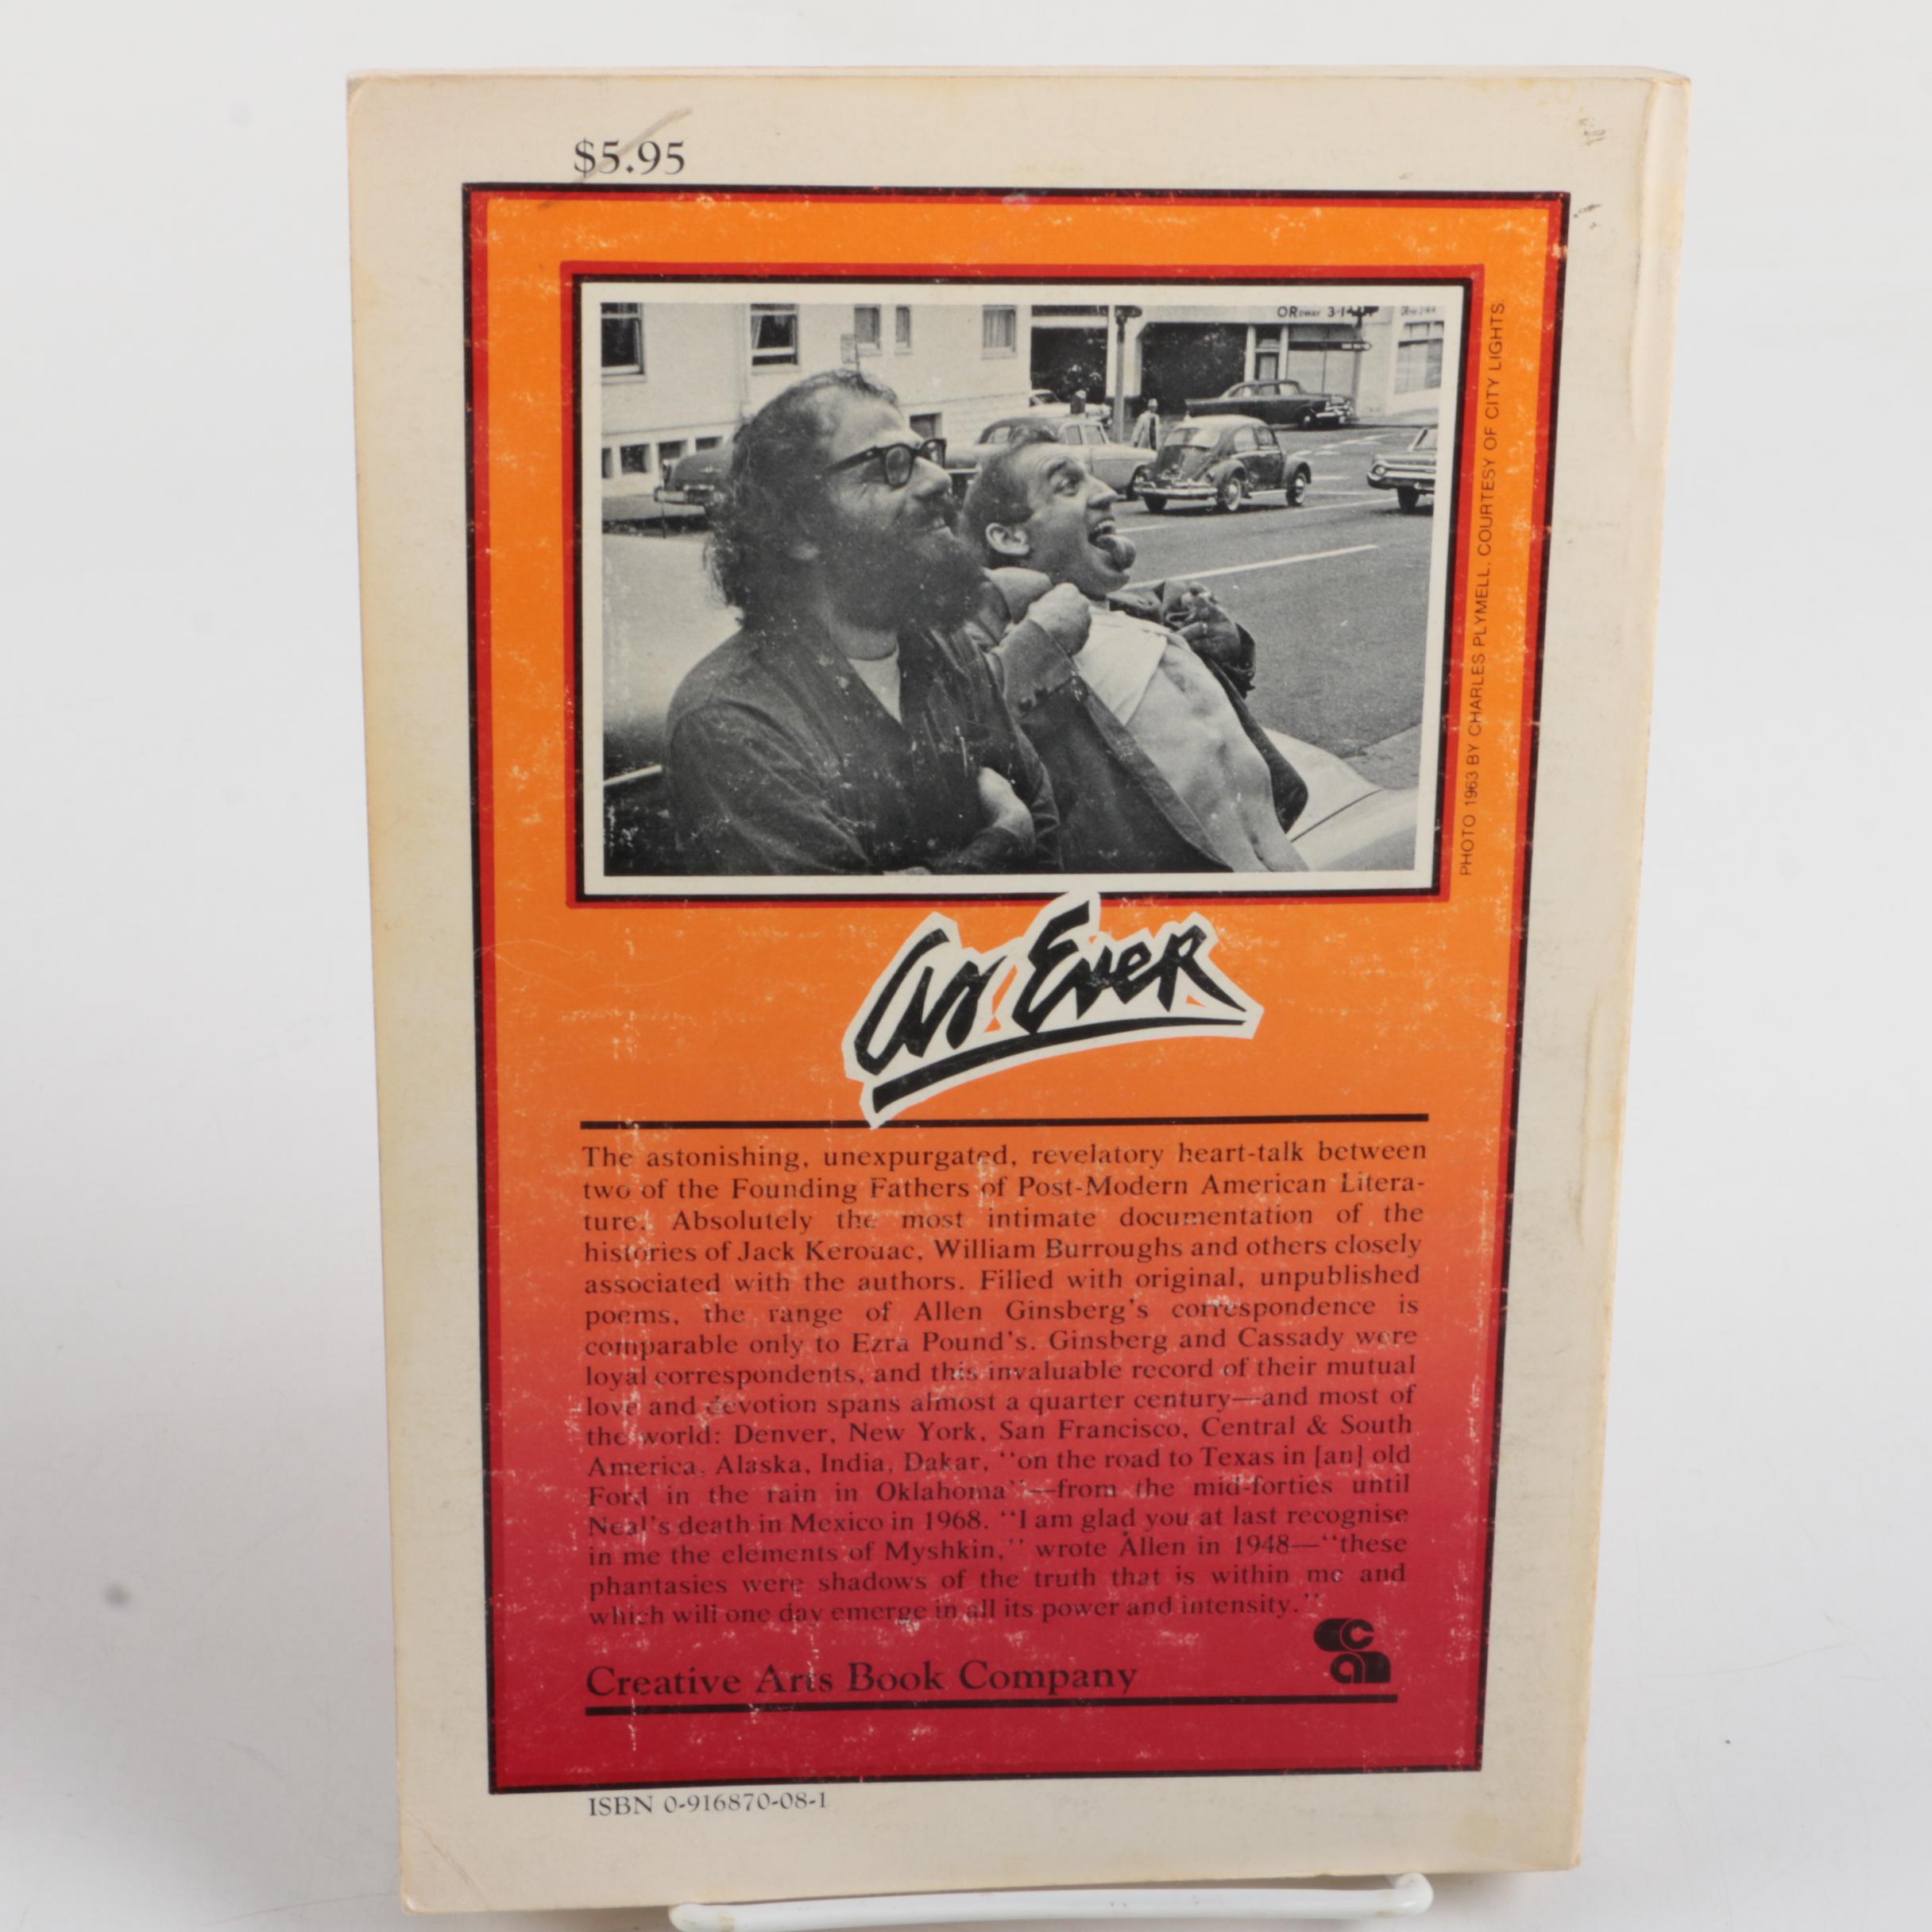 $5.95
ORDWAY 3-14
PHOTO 1963 BY CHARLES PLYMELL, COURTESY OF CITY LIGHTS.
As Ever
The astonishing, unexpurgated, revelatory heart-talk between
two of the Founding Fathers of Post-Modern American Litera-
ture. Absolutely the most intimate documentation of the
histories of Jack Kerouac, William Burroughs and others closely
associated with the authors. Filled with original, unpublished
poems, the range of Allen Ginsberg's correspondence is
comparable only to Ezra Pound's. Ginsberg and Cassady were
loyal correspondents, and this invaluable record of their mutual
love and devotion spans almost a quarter century—and most of
the world: Denver, New York, San Francisco, Central & South
America, Alaska, India, Dakar, "on the road to Texas in [an] old
Ford in the rain in Oklahoma"—from the mid-forties until
Neal's death in Mexico in 1968. "I am glad you at last recognise
in me the elements of Myshkin," wrote Allen in 1948—"these
phantasies were shadows of the truth that is within me and
which will one day emerge in all its power and intensity."
Creative Arts Book Company
ISBN 0-916870-08-1